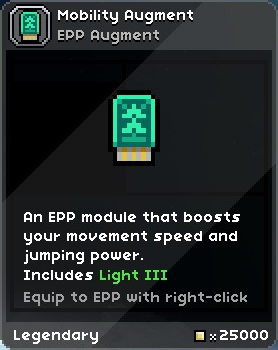 Mobility Augment
EPP Augment
An EPP module that boosts
your movement speed and
jumping power.
Includes Light III
Equip to EPP with right-click
Legendary
x25000